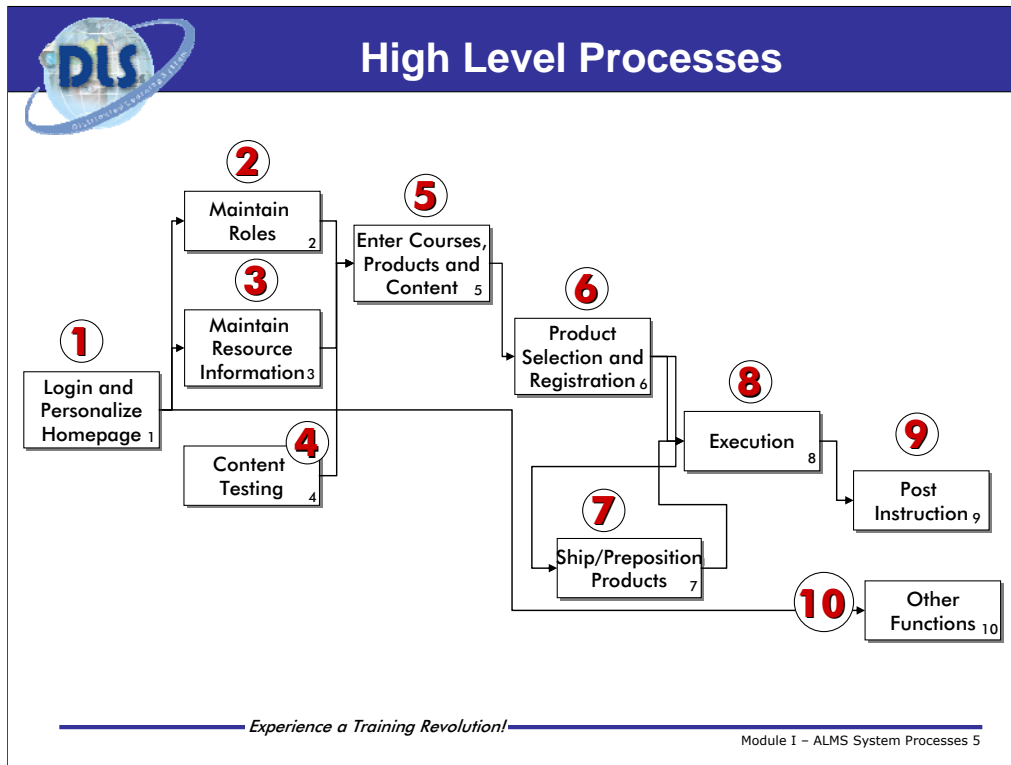 DLS
Distributed Learning System
High Level Processes
1
Login and
Personalize
Homepage 1
2
Maintain
Roles
2
3
Maintain
Resource
Information 3
4
Content
Testing
4
5
Enter Courses,
Products and
Content 5
6
Product
Selection and
Registration 6
7
Ship/Preposition
Products 7
8
Execution
8
9
Post
Instruction 9
10
Other
Functions 10
Experience a Training Revolution!
Module I – ALMS System Processes 5